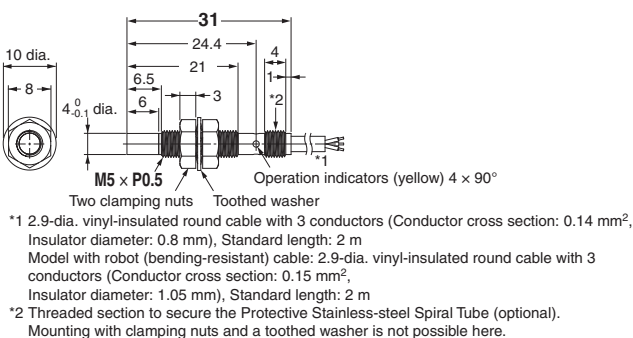 31
24.4
10 dia.
4
21
8
6.5
1
4 0 -0.1 dia.
6
3
*2
*1
M5 × P0.5
Operation indicators (yellow) 4 × 90°
Two clamping nuts
Toothed washer
*1 2.9-dia. vinyl-insulated round cable with 3 conductors (Conductor cross section: 0.14 mm²,
Insulator diameter: 0.8 mm), Standard length: 2 m
Model with robot (bending-resistant) cable: 2.9-dia. vinyl-insulated round cable with 3
conductors (Conductor cross section: 0.15 mm²,
Insulator diameter: 1.05 mm), Standard length: 2 m
*2 Threaded section to secure the Protective Stainless-steel Spiral Tube (optional).
Mounting with clamping nuts and a toothed washer is not possible here.